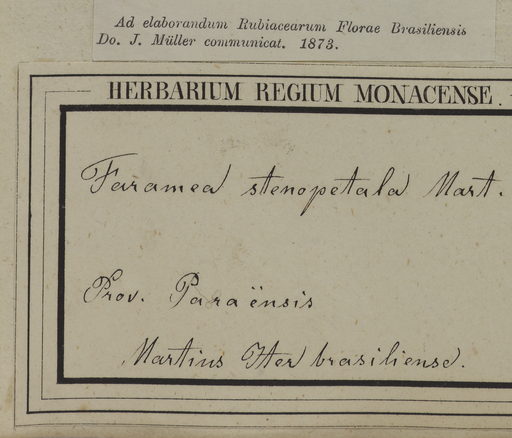 Ad elaborandum Rubiacearum Florae Brasiliensis
Do. J. Müller communicat. 1873.
HERBARIUM REGIUM MONACENSE.
Faramea stenopetala Mart.
Prov. Paraënsis
Martius Iter brasiliense.